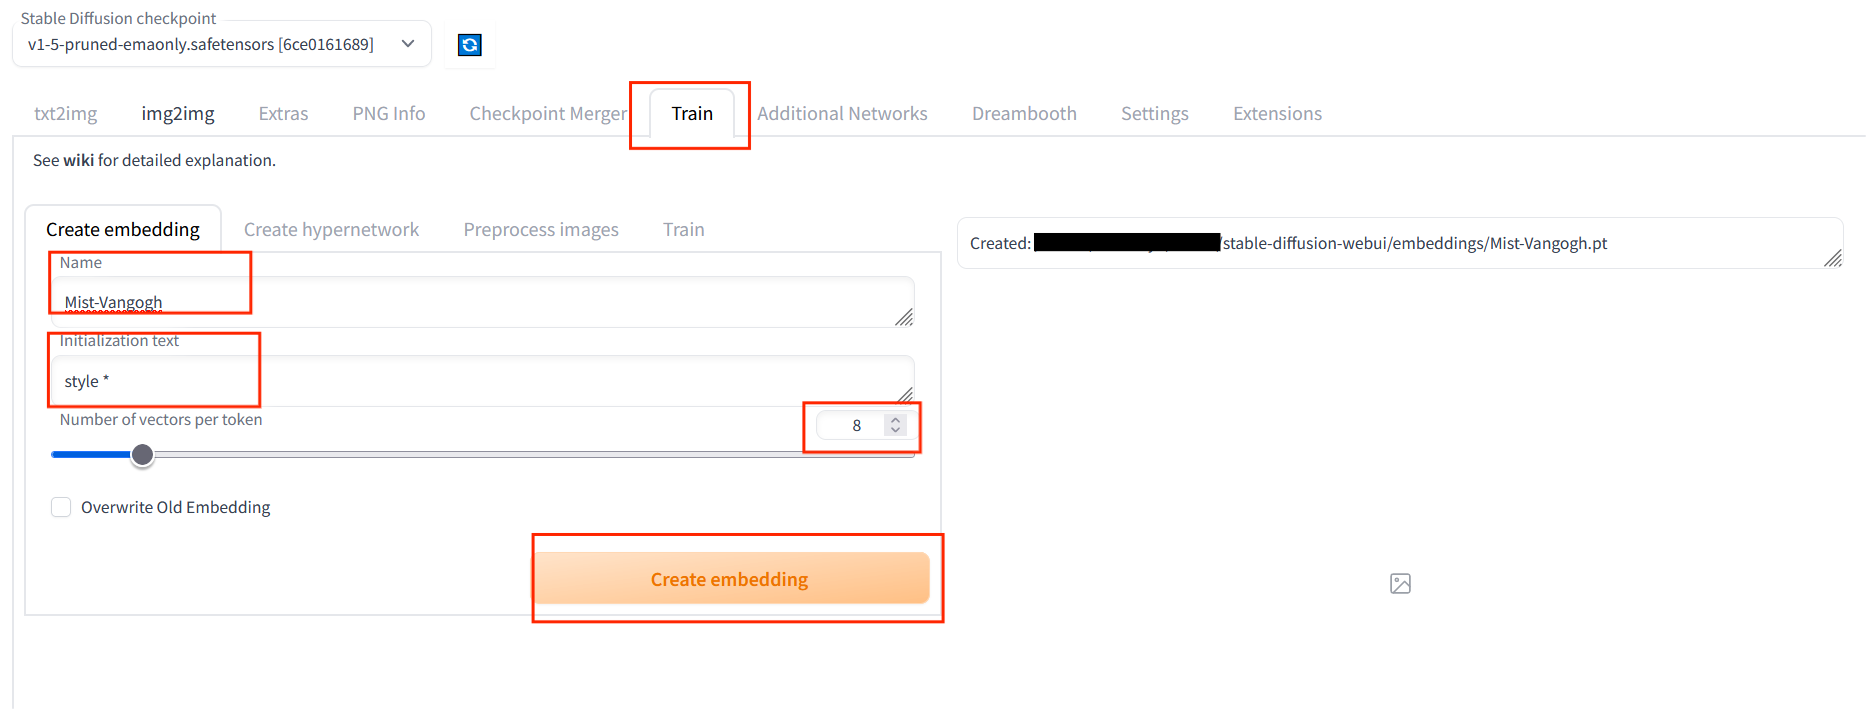 Stable Diffusion checkpoint
v1-5-pruned-emaonly.safetensors [6ce0161689]
txt2img img2img Extras PNG Info Checkpoint Merger Train Additional Networks Dreambooth Settings Extensions
See wiki for detailed explanation.
Create embedding Create hypernetwork Preprocess images Train
Created: /stable-diffusion-webui/embeddings/Mist-Vangogh.pt
Name
Mist-Vangogh
Initialization text
style *
Number of vectors per token
8
Overwrite Old Embedding
Create embedding